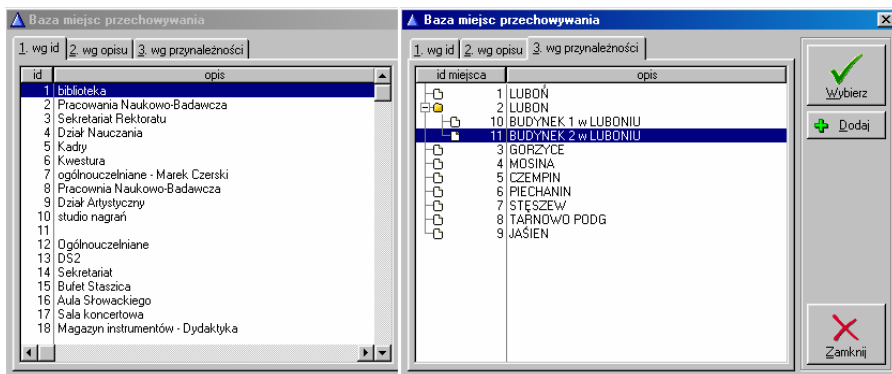 Baza miejsc przechowywania
1. wg id 2. wg opisu 3. wg przynależności
id opis
1 biblioteka
2 Pracowania Naukowo-Badawcza
3 Sekretariat Rektoratu
4 Dział Nauczania
5 Kadry
6 Kwestura
7 ogólnouczelniane - Marek Czerski
8 Pracownia Naukowo-Badawcza
9 Dział Artystyczny
10 studio nagrań
11
12 Ogólnouczelniane
13 DS2
14 Sekretariat
15 Bufet Staszica
16 Aula Słowackiego
17 Sala koncertowa
18 Magazyn instrumentów - Dydaktyka
Baza miejsc przechowywania
1. wg id 2. wg opisu 3. wg przynależności
id miejsca opis
1 LUBOŃ
2 LUBON
10 BUDYNEK 1 w LUBONIU
11 BUDYNEK 2 w LUBONIU
3 GORZYCE
4 MOSINA
5 CZEMPIN
6 PIECHANIN
7 STĘSZEW
8 TARNOWO PODG
9 JAŚIEN
Wybierz
Dodaj
Zamknij